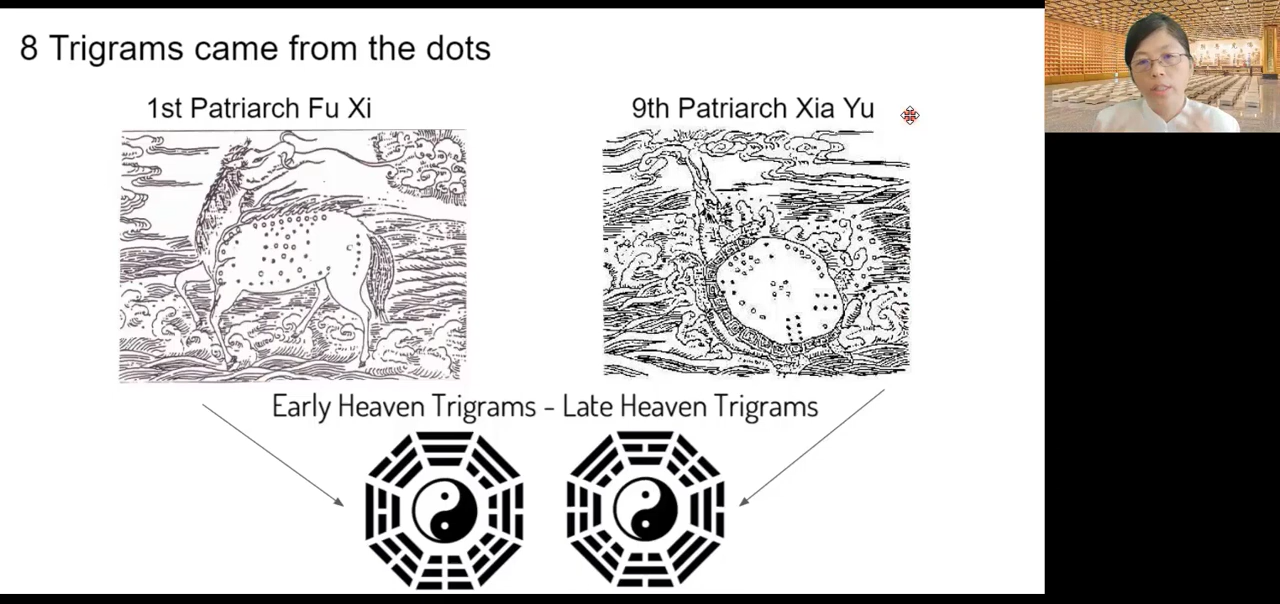 8 Trigrams came from the dots
1st Patriarch Fu Xi
9th Patriarch Xia Yu
Early Heaven Trigrams - Late Heaven Trigrams